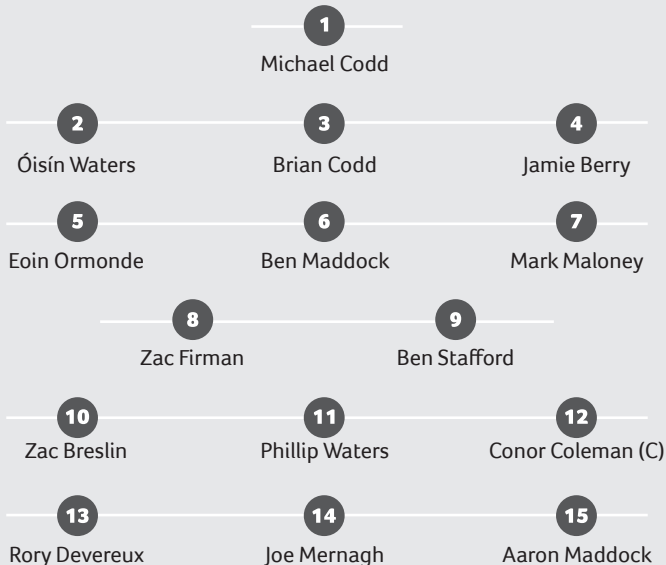 1
Michael Codd
2 3 4
Óisín Waters Brian Codd Jamie Berry
5 6 7
Eoin Ormonde Ben Maddock Mark Maloney
8 9
Zac Firman Ben Stafford
10 11 12
Zac Breslin Phillip Waters Conor Coleman (C)
13 14 15
Rory Devereux Joe Mernagh Aaron Maddock